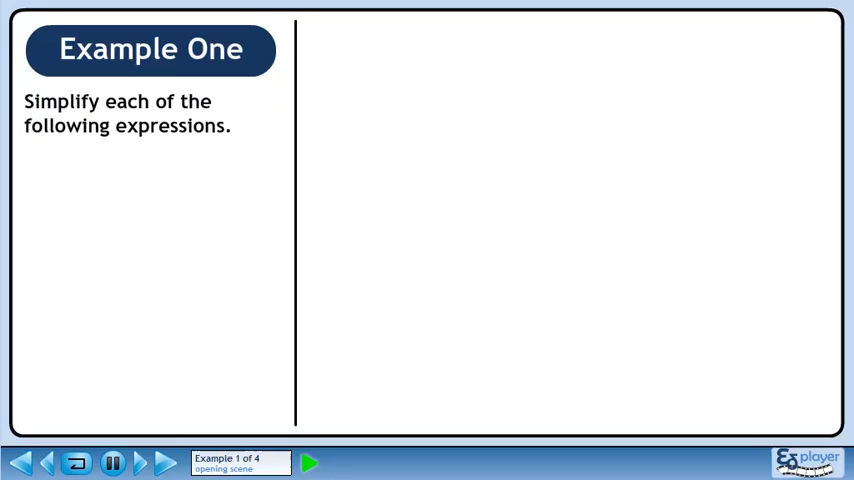 Example One
Simplify each of the
following expressions.
Example 1 of 4
opening scene
player